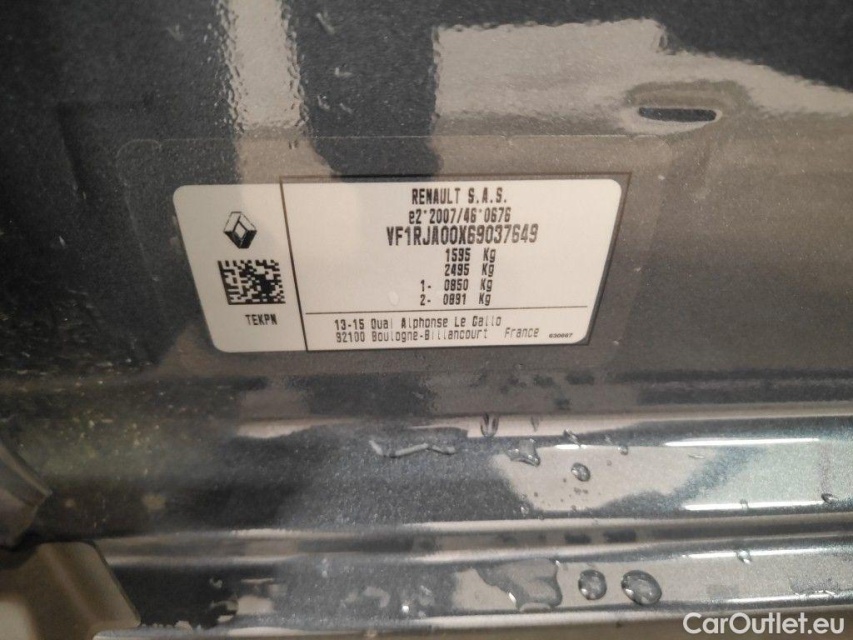 RENAULT S.A.S.
e2*2007/46*0676
VF1RJA00X69037649
1595 Kg
2495 Kg
1- 0850 Kg
2- 0891 Kg
TEKPN
13-15 Quai Alphonse Le Gallo
92100 Boulogne-Billancourt France
CarOutlet.eu